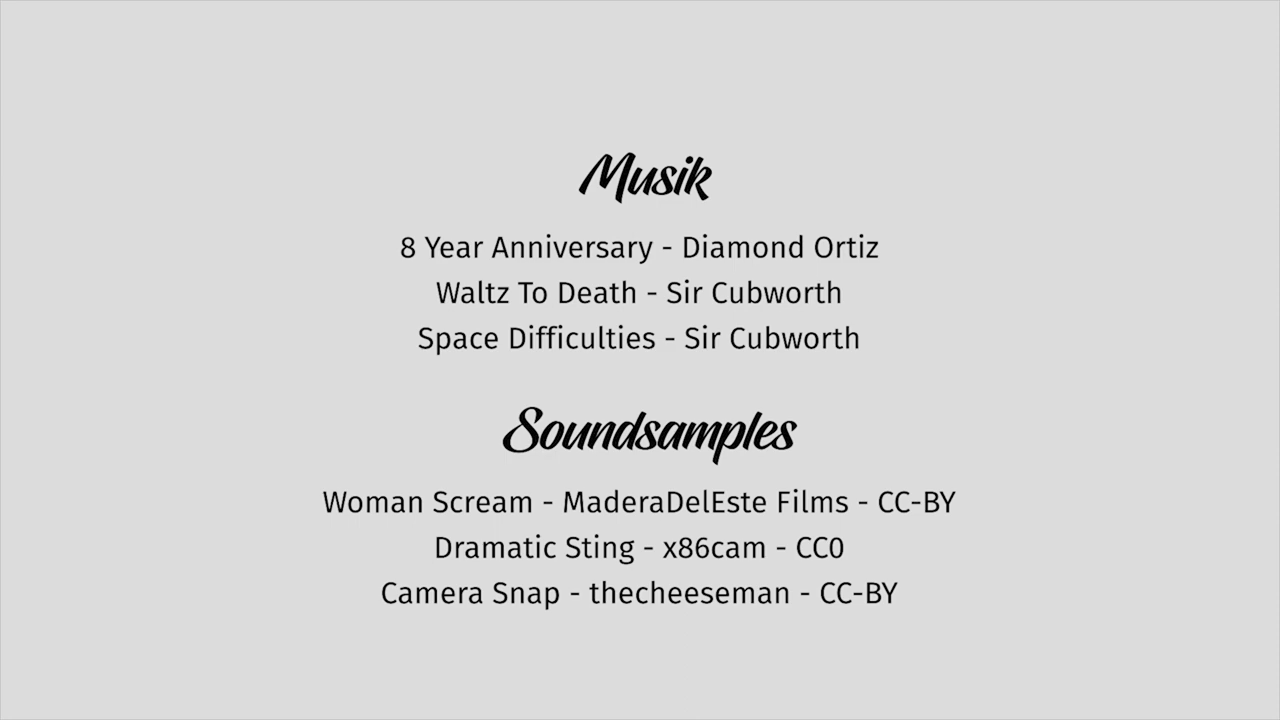 Musik
8 Year Anniversary - Diamond Ortiz
Waltz To Death - Sir Cubworth
Space Difficulties - Sir Cubworth
Soundsamples
Woman Scream - MaderaDelEste Films - CC-BY
Dramatic Sting - x86cam - CC0
Camera Snap - thecheeseman - CC-BY